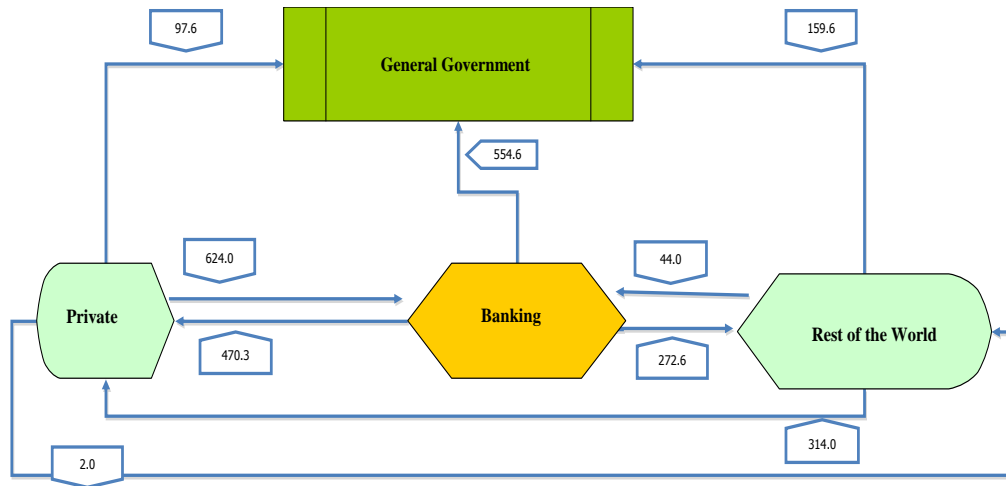 97.6
159.6
General Government
554.6
624.0
44.0
Private
Banking
Rest of the World
470.3
272.6
314.0
2.0